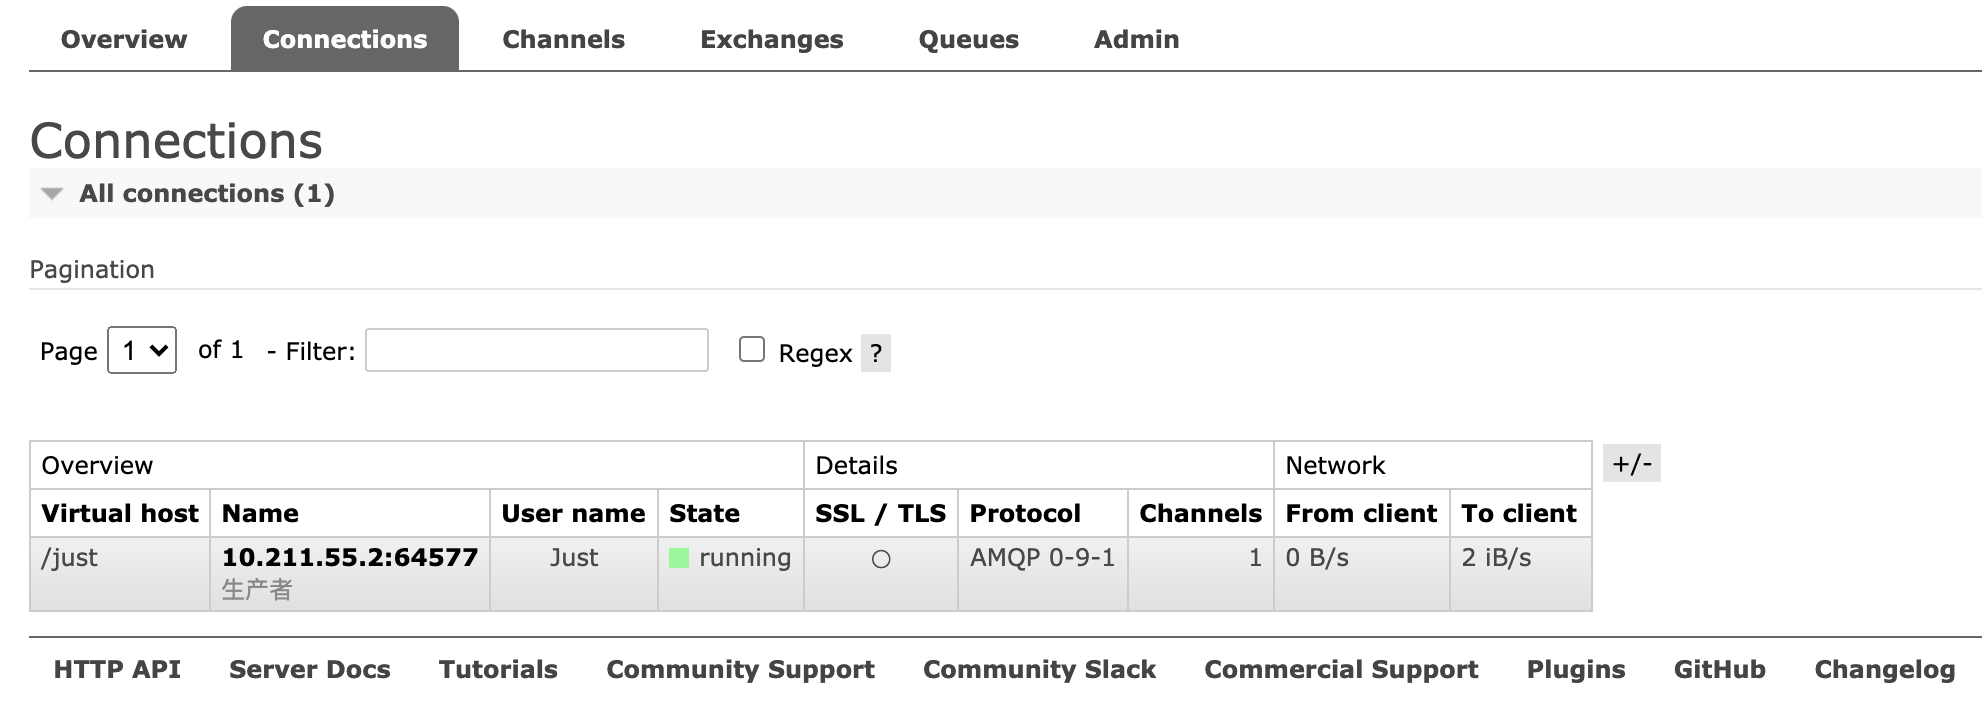 Overview Connections Channels Exchanges Queues Admin
Connections
All connections (1)
Pagination
Page 1 of 1 - Filter: Regex ?
Overview Details Network +/-
Virtual host Name User name State SSL / TLS Protocol Channels From client To client
/just 10.211.55.2:64577 Just running ○ AMQP 0-9-1 1 0 B/s 2 iB/s
生产者
HTTP API Server Docs Tutorials Community Support Community Slack Commercial Support Plugins GitHub Changelog